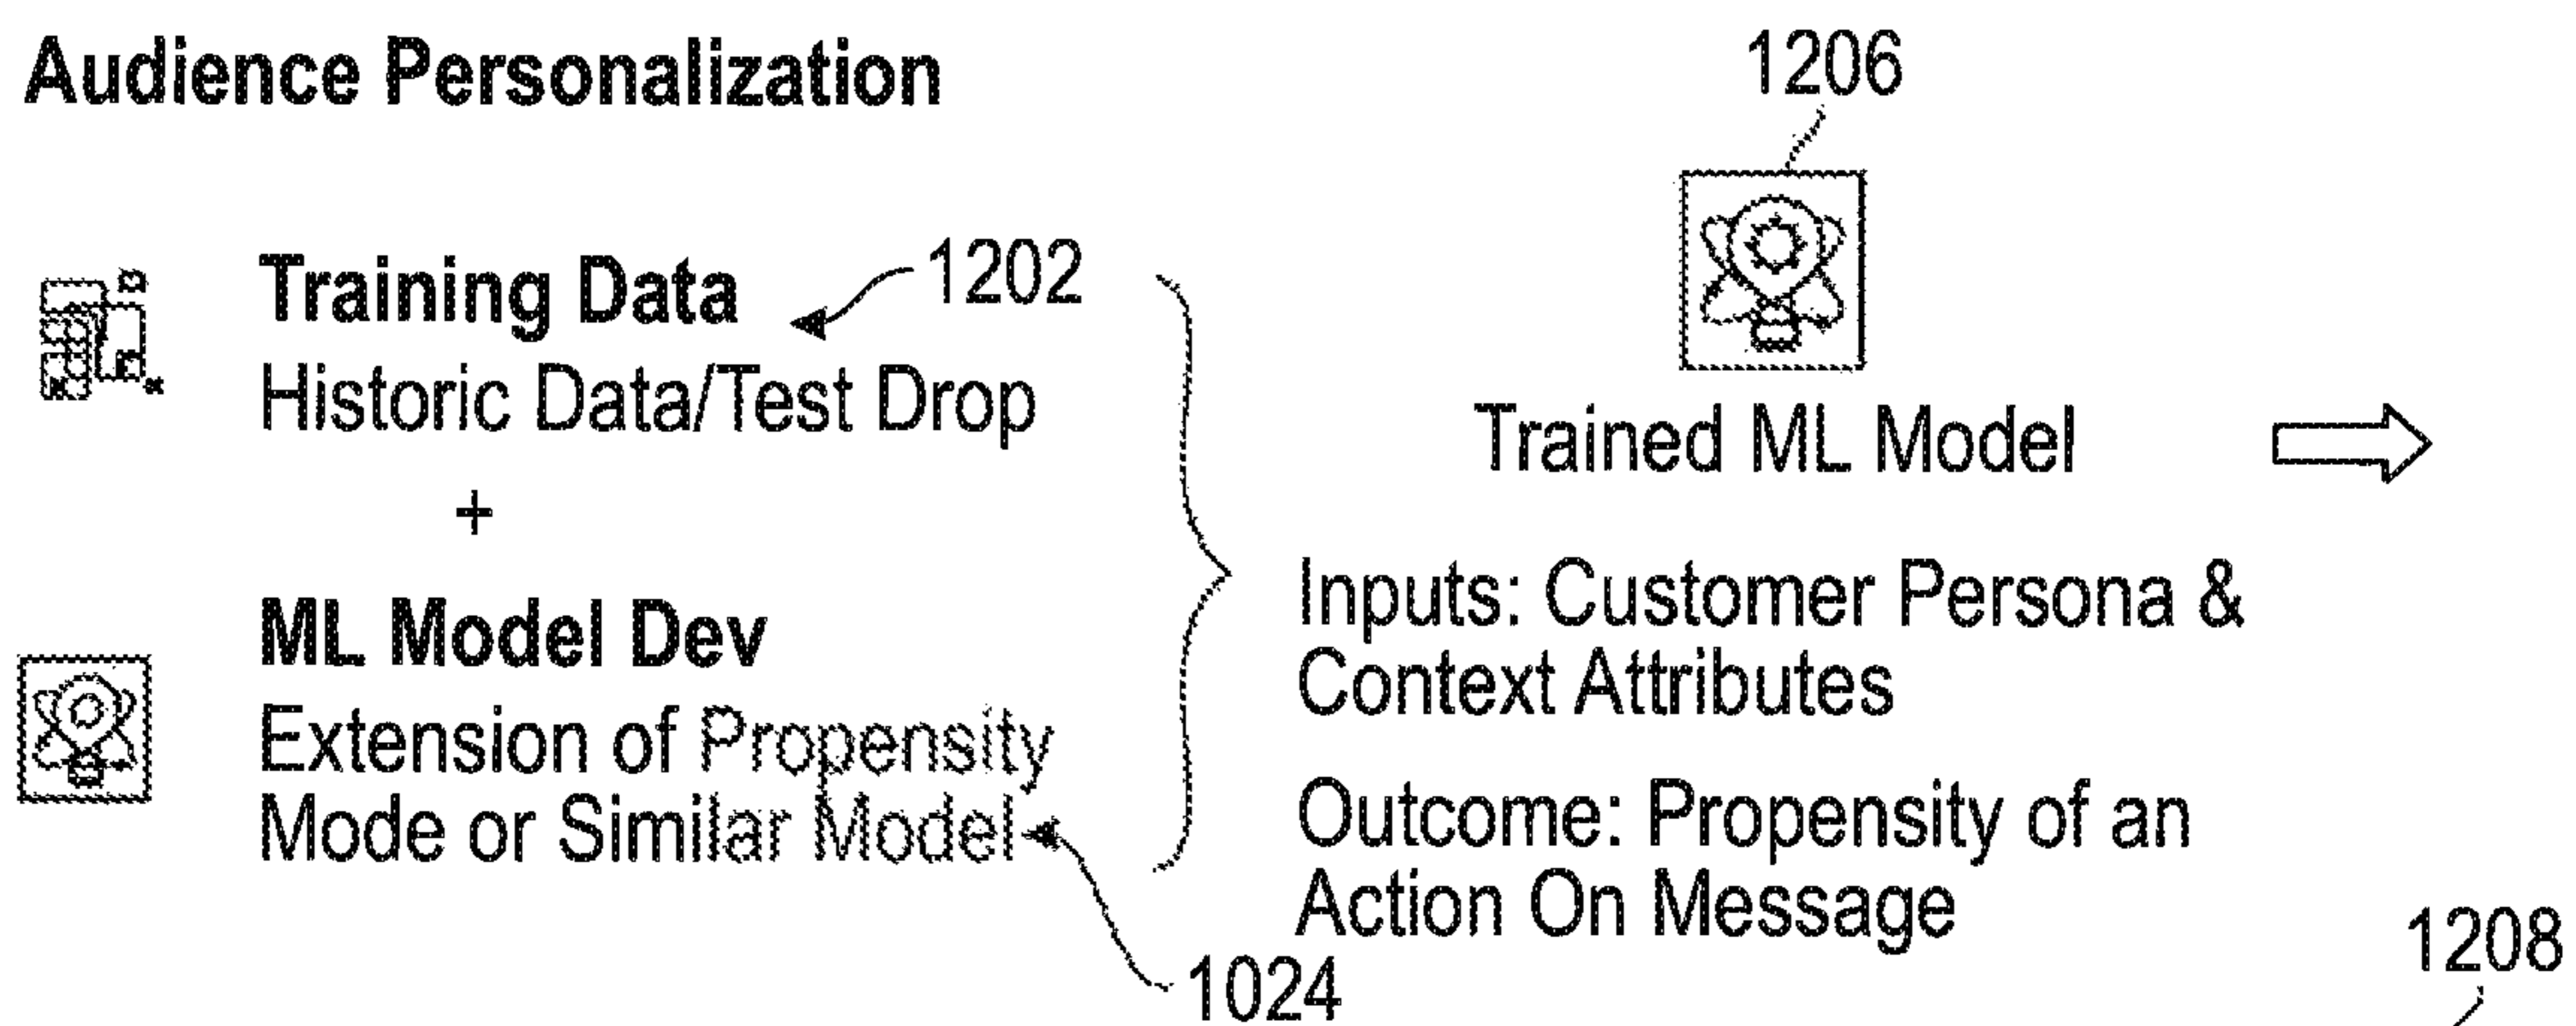 Audience Personalization
1206
Training Data
1202
Historic Data/Test Drop
+
ML Model Dev
Extension of Propensity
Mode or Similar Model
1024
Trained ML Model
Inputs: Customer Persona &
Context Attributes
Outcome: Propensity of an
Action On Message
1208